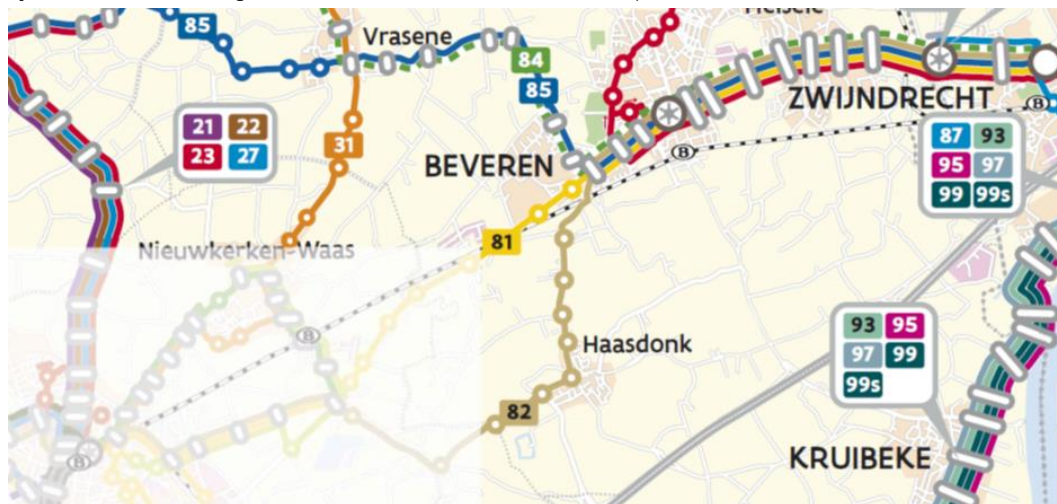 85
Vrasene
84
85
ZWIJNDRECHT
B
21 22
23 27
31
BEVEREN
B
87 93
95 97
99 99s
Nieuwkerken-Waas
81
B
93 95
97 99
99s
Haasdonk
82
KRUIBEKE
B